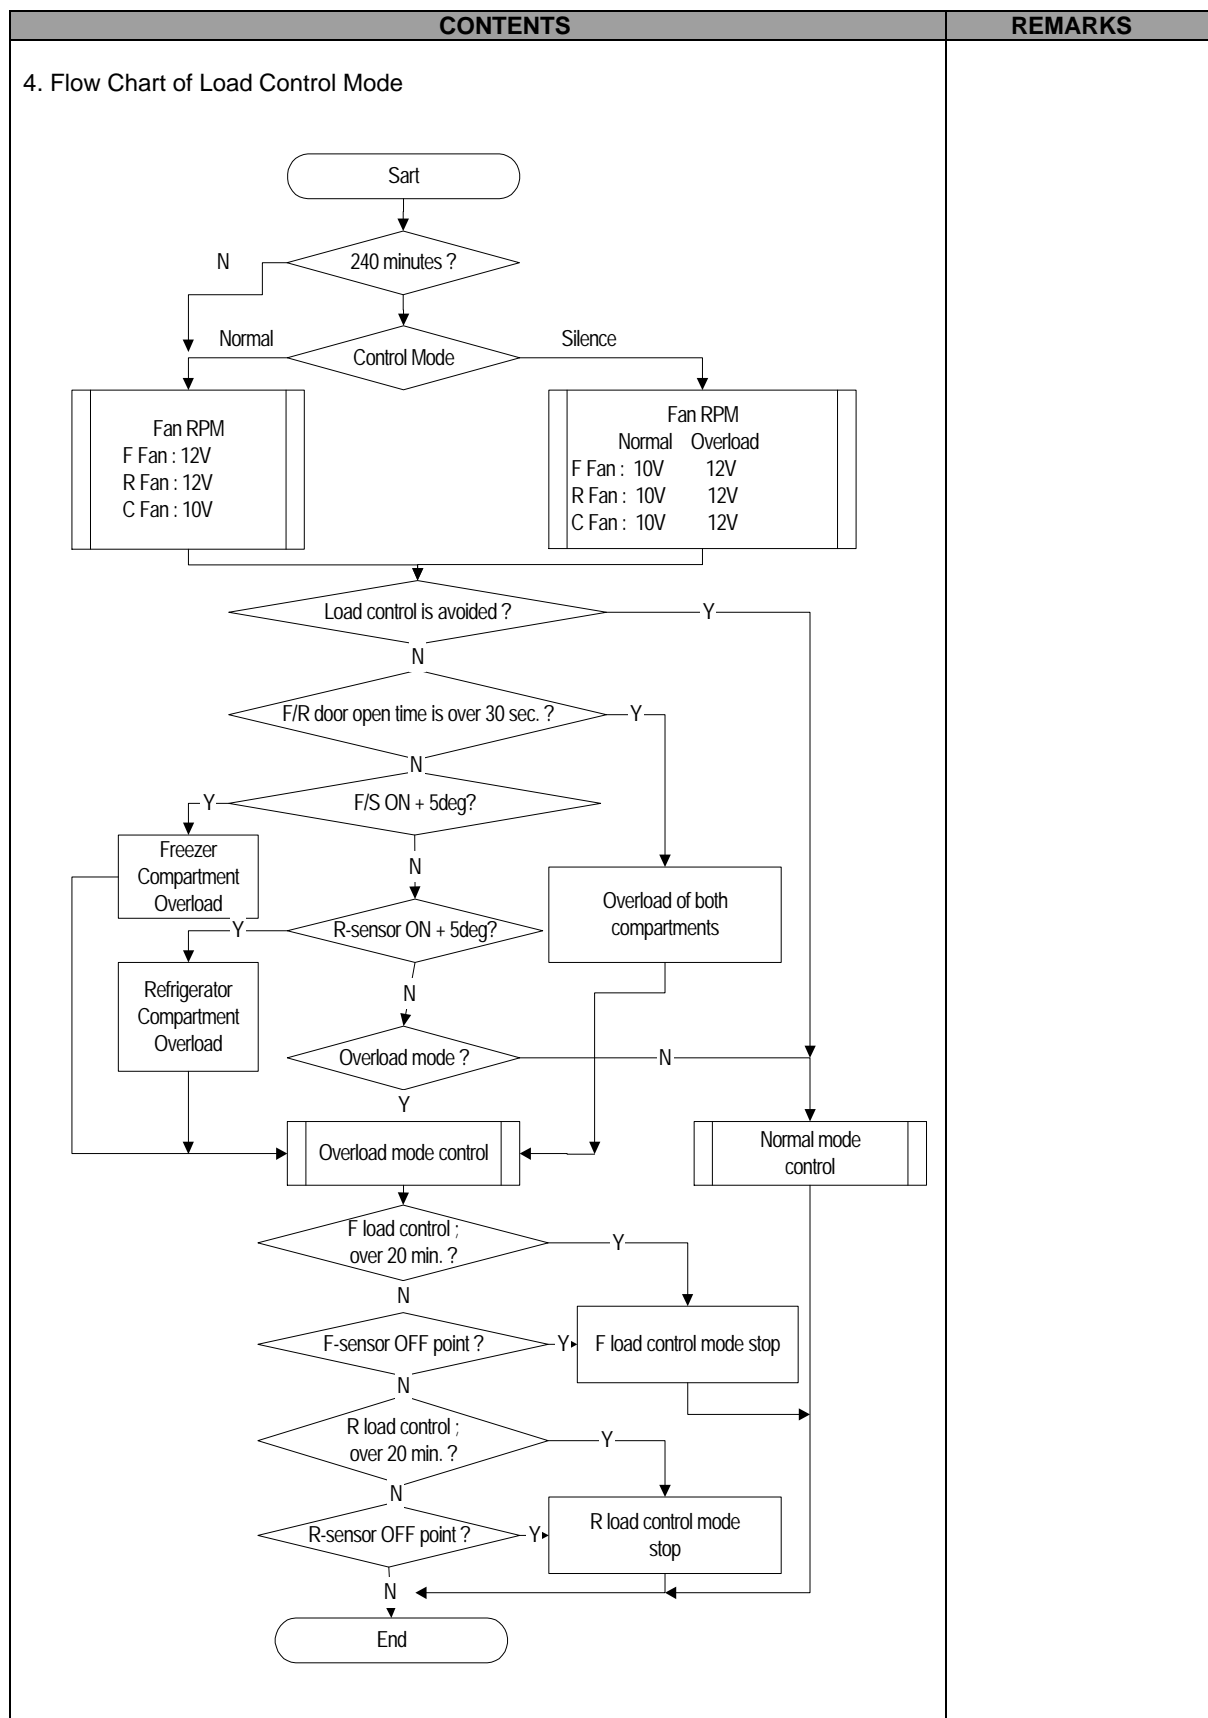 CONTENTS
REMARKS
4. Flow Chart of Load Control Mode
Sart
240 minutes ?
N
Normal
Control Mode
Silence
Fan RPM
F Fan : 12V
R Fan : 12V
C Fan : 10V
Fan RPM
Normal Overload
F Fan : 10V 12V
R Fan : 10V 12V
C Fan : 10V 12V
Load control is avoided ?
Y
N
F/R door open time is over 30 sec. ?
Y
N
F/S ON + 5deg?
Y
Freezer
Compartment
Overload
N
Overload of both
compartments
R-sensor ON + 5deg?
Y
Refrigerator
Compartment
Overload
N
Overload mode ?
N
Y
Overload mode control
Normal mode
control
F load control ;
over 20 min. ?
Y
N
F-sensor OFF point ?
Y
F load control mode stop
N
R load control ;
over 20 min. ?
Y
N
R-sensor OFF point ?
Y
R load control mode
stop
N
End